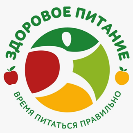 ЗДОРОВОЕ ПИТАНИЕ
ВРЕМЯ ПИТАТЬСЯ ПРАВИЛЬНО